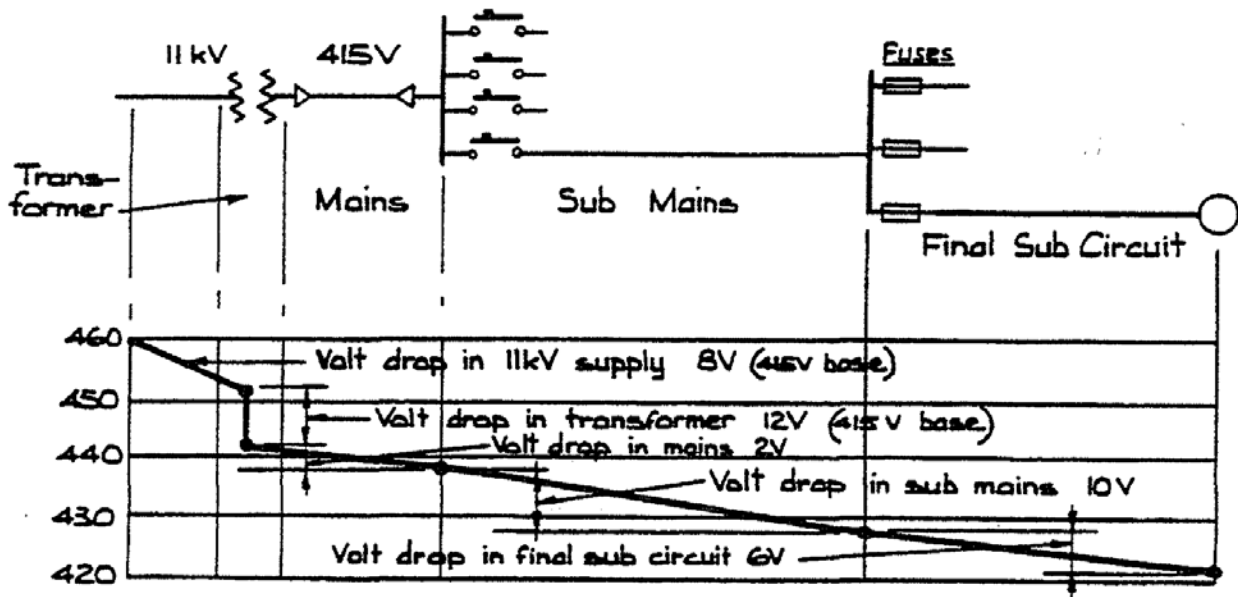 11 kV
415V
Fuses
Trans-
former
Mains
Sub Mains
Final Sub Circuit
460
Volt drop in 11kV supply 8V (415V base)
450
Volt drop in transformer 12V (415V base)
440
Volt drop in mains 2V
Volt drop in sub mains 10V
430
Volt drop in final sub circuit 6V
420